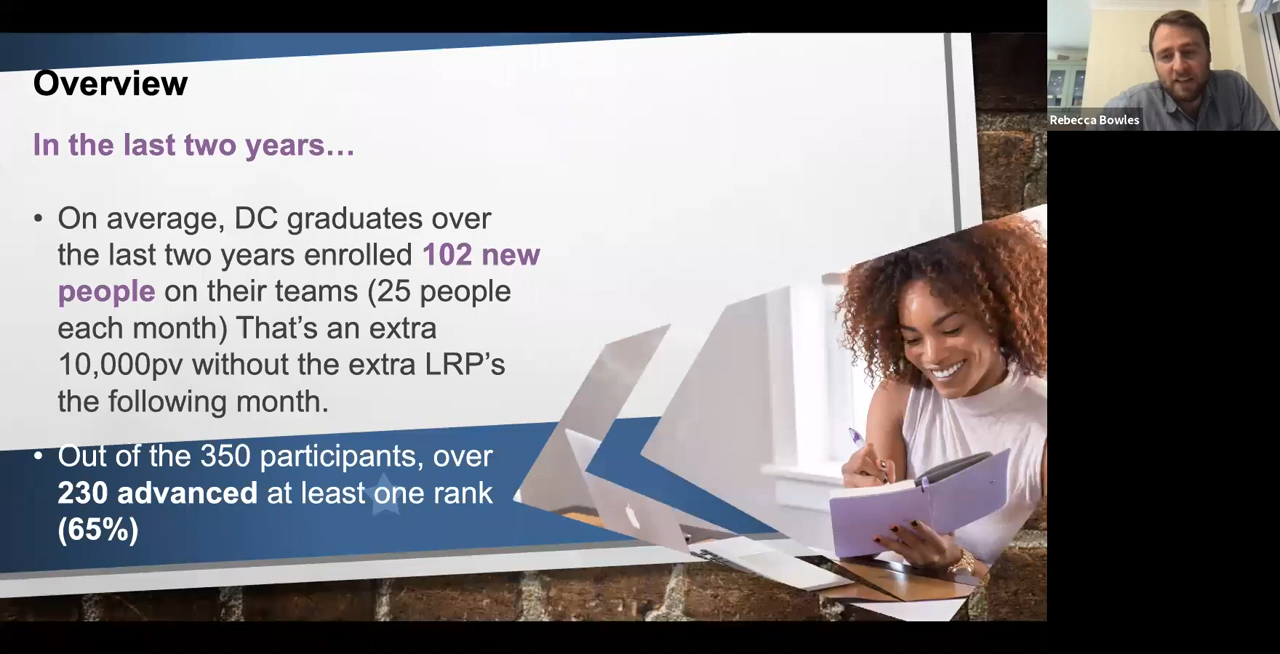 Overview
In the last two years…
• On average, DC graduates over
the last two years enrolled 102 new
people on their teams (25 people
each month) That’s an extra
10,000pv without the extra LRP’s
the following month.
• Out of the 350 participants, over
230 advanced at least one rank
(65%)
Rebecca Bowles